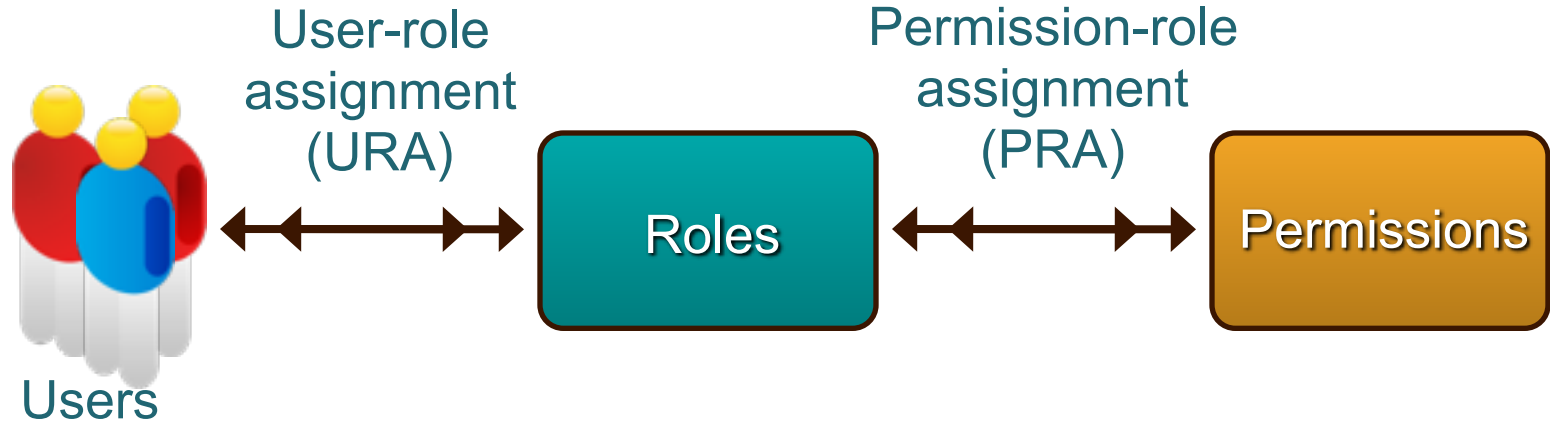 User-role
assignment
(URA)
Permission-role
assignment
(PRA)
Roles
Permissions
Users